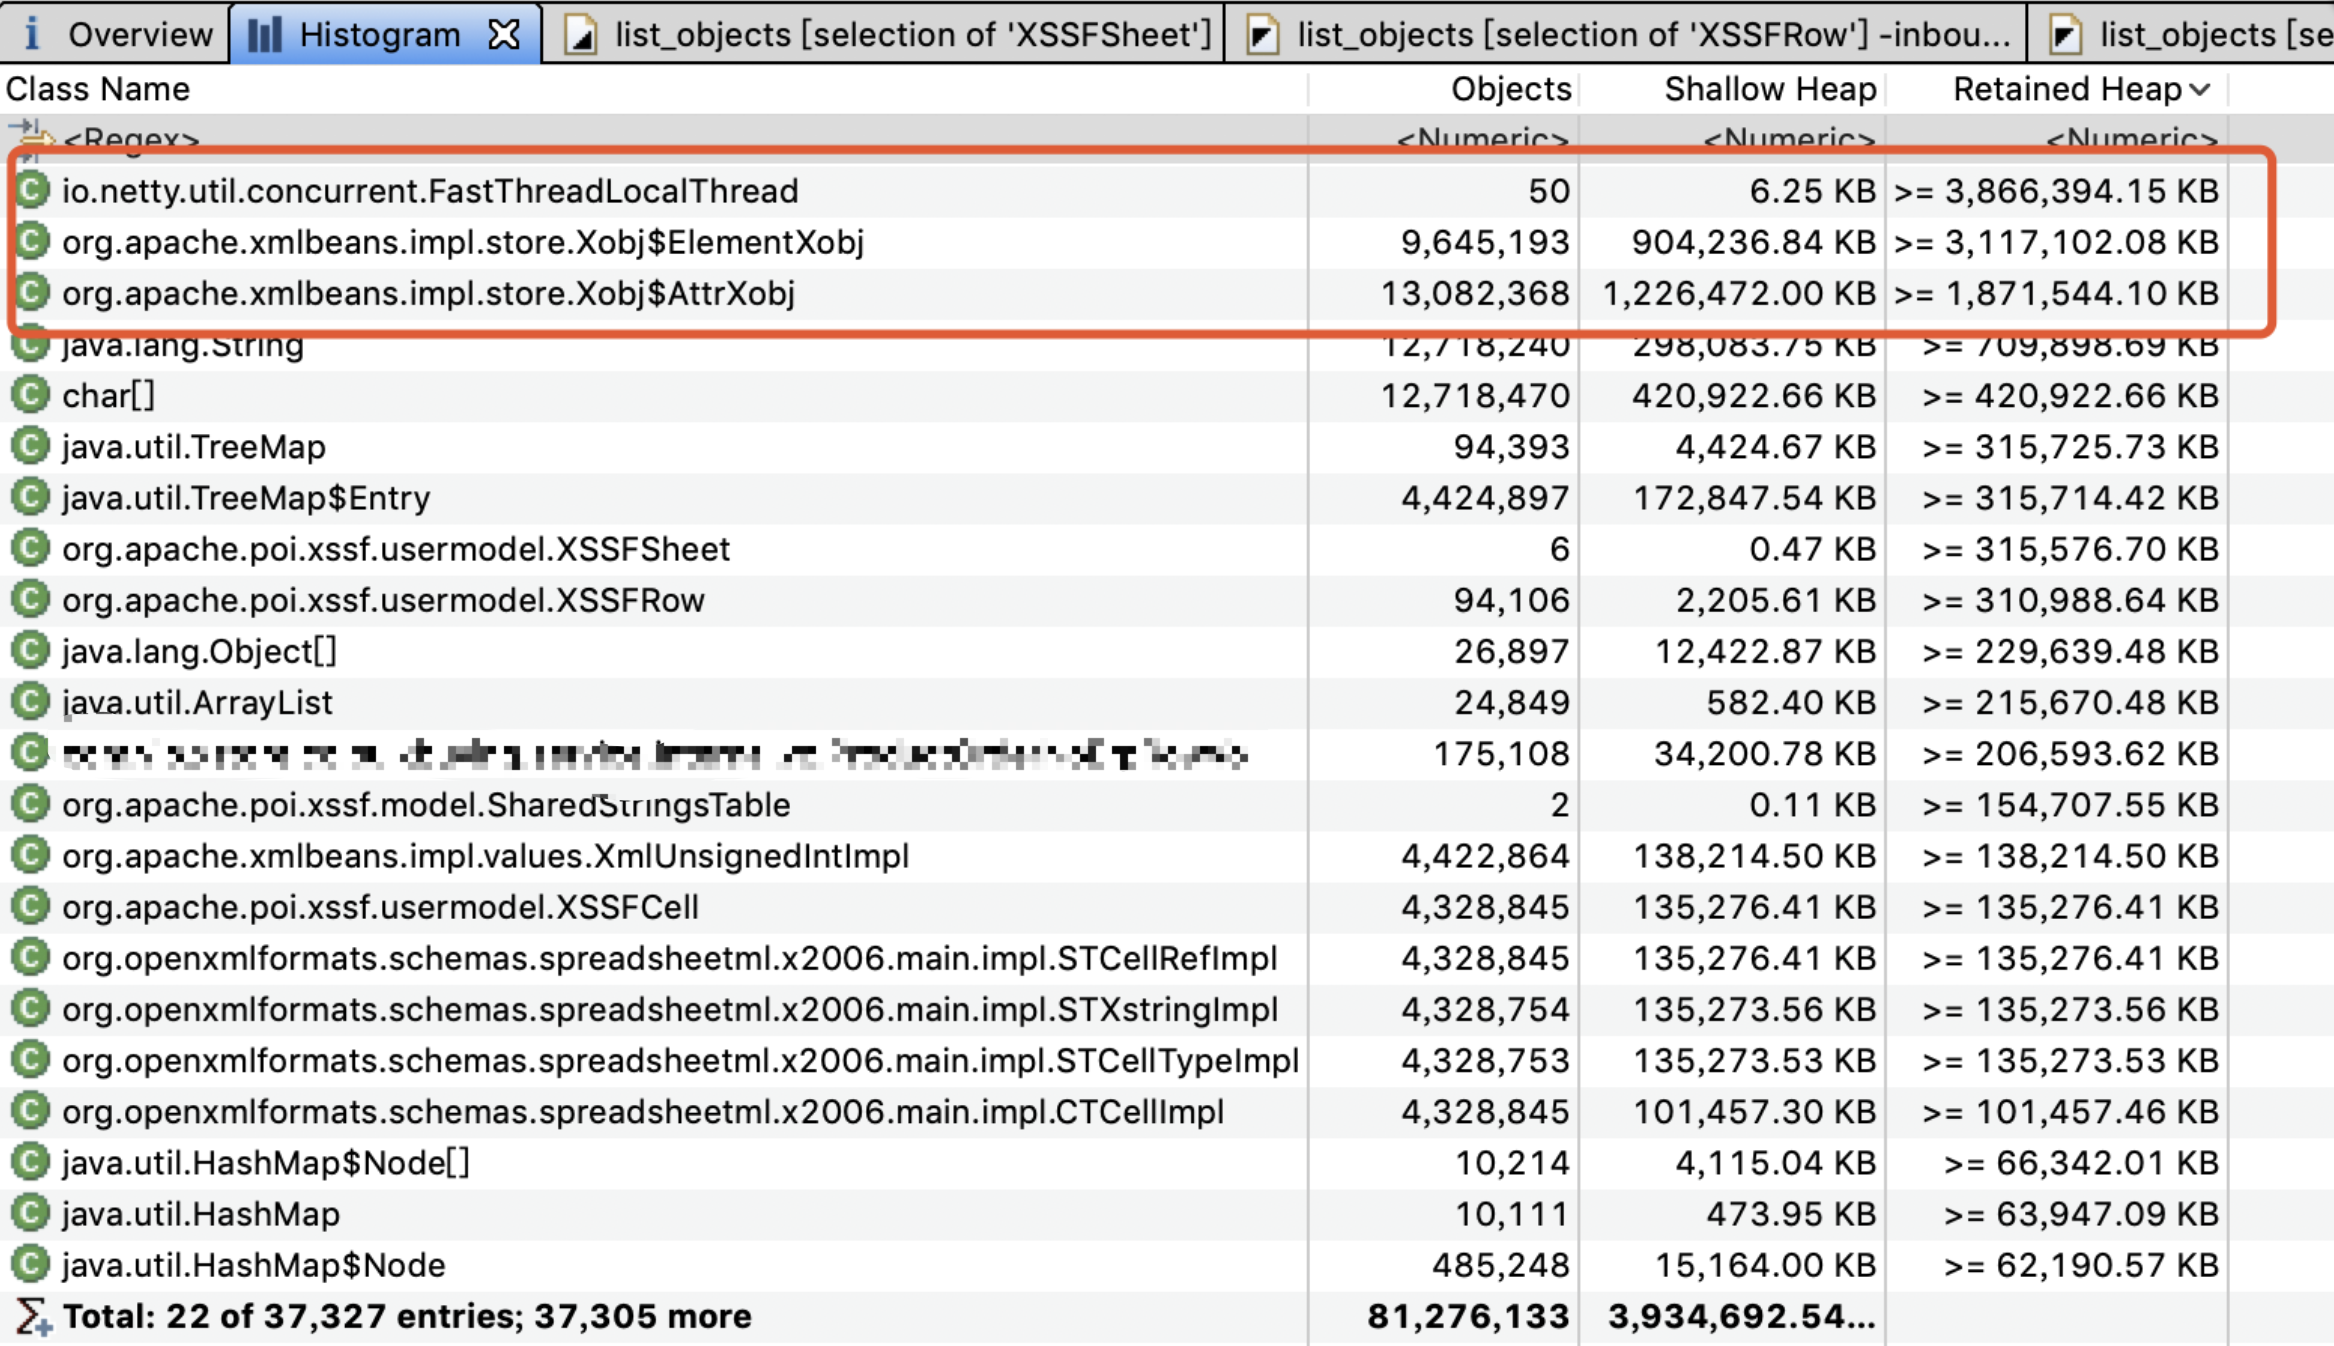 Overview Histogram list_objects [selection of 'XSSFSheet'] list_objects [selection of 'XSSFRow'] -inbou... list_objects [se
Class Name Objects Shallow Heap Retained Heap
<Regex> <Numeric> <Numeric> <Numeric>
io.netty.util.concurrent.FastThreadLocalThread 50 6.25 KB >= 3,866,394.15 KB
org.apache.xmlbeans.impl.store.Xobj$ElementXobj 9,645,193 904,236.84 KB >= 3,117,102.08 KB
org.apache.xmlbeans.impl.store.Xobj$AttrXobj 13,082,368 1,226,472.00 KB >= 1,871,544.10 KB
java.lang.String 12,718,240 298,083.75 KB >= 709,898.69 KB
char[] 12,718,470 420,922.66 KB >= 420,922.66 KB
java.util.TreeMap 94,393 4,424.67 KB >= 315,725.73 KB
java.util.TreeMap$Entry 4,424,897 172,847.54 KB >= 315,714.42 KB
org.apache.poi.xssf.usermodel.XSSFSheet 6 0.47 KB >= 315,576.70 KB
org.apache.poi.xssf.usermodel.XSSFRow 94,106 2,205.61 KB >= 310,988.64 KB
java.lang.Object[] 26,897 12,422.87 KB >= 229,639.48 KB
java.util.ArrayList 24,849 582.40 KB >= 215,670.48 KB
175,108 34,200.78 KB >= 206,593.62 KB
org.apache.poi.xssf.model.SharedStringsTable 2 0.11 KB >= 154,707.55 KB
org.apache.xmlbeans.impl.values.XmlUnsignedIntImpl 4,422,864 138,214.50 KB >= 138,214.50 KB
org.apache.poi.xssf.usermodel.XSSFCell 4,328,845 135,276.41 KB >= 135,276.41 KB
org.openxmlformats.schemas.spreadsheetml.x2006.main.impl.STCellRefImpl 4,328,845 135,276.41 KB >= 135,276.41 KB
org.openxmlformats.schemas.spreadsheetml.x2006.main.impl.STXstringImpl 4,328,754 135,273.56 KB >= 135,273.56 KB
org.openxmlformats.schemas.spreadsheetml.x2006.main.impl.STCellTypeImpl 4,328,753 135,273.53 KB >= 135,273.53 KB
org.openxmlformats.schemas.spreadsheetml.x2006.main.impl.CTCellImpl 4,328,845 101,457.30 KB >= 101,457.46 KB
java.util.HashMap$Node[] 10,214 4,115.04 KB >= 66,342.01 KB
java.util.HashMap 10,111 473.95 KB >= 63,947.09 KB
java.util.HashMap$Node 485,248 15,164.00 KB >= 62,190.57 KB
Total: 22 of 37,327 entries; 37,305 more 81,276,133 3,934,692.54...